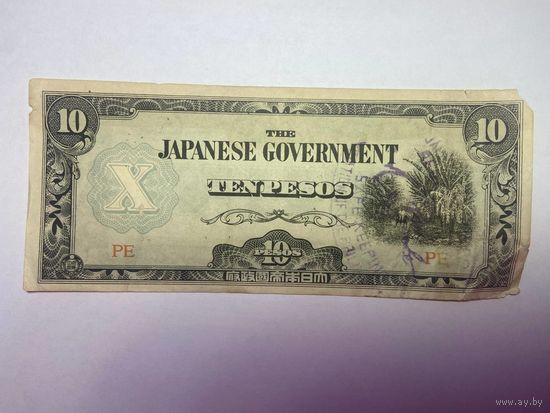 10 10
THE
JAPANESE GOVERNMENT
TEN PESOS
X
PE PE
10
PESOS
府政國帝本日大
www.ay.by